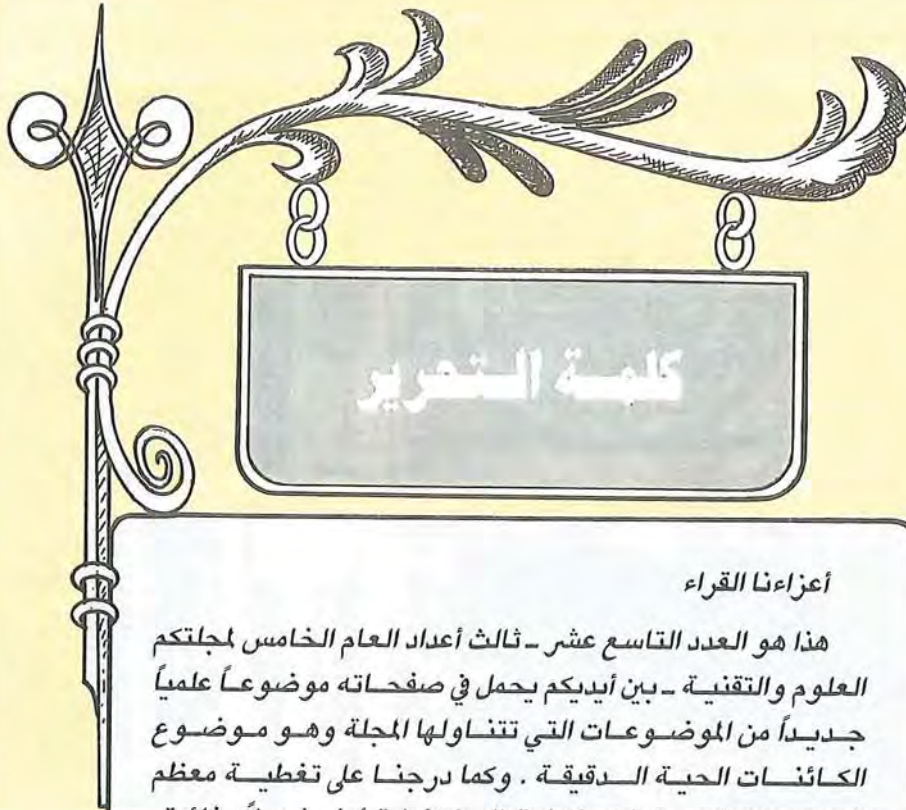 كلمة التحرير
أعزاءنا القراء
هذا هو العدد التاسع عشر ـ ثالث أعداد العام الخامس لمجلتكم
العلوم والتقنية ـ بين أيديكم يحمل في صفحاته موضوعاً علمياً
جديداً من الموضوعات التي تتناولها المجلة وهو موضوع
الكائنات الحية الدقيقة . وكما درجنا على تغطية معظم